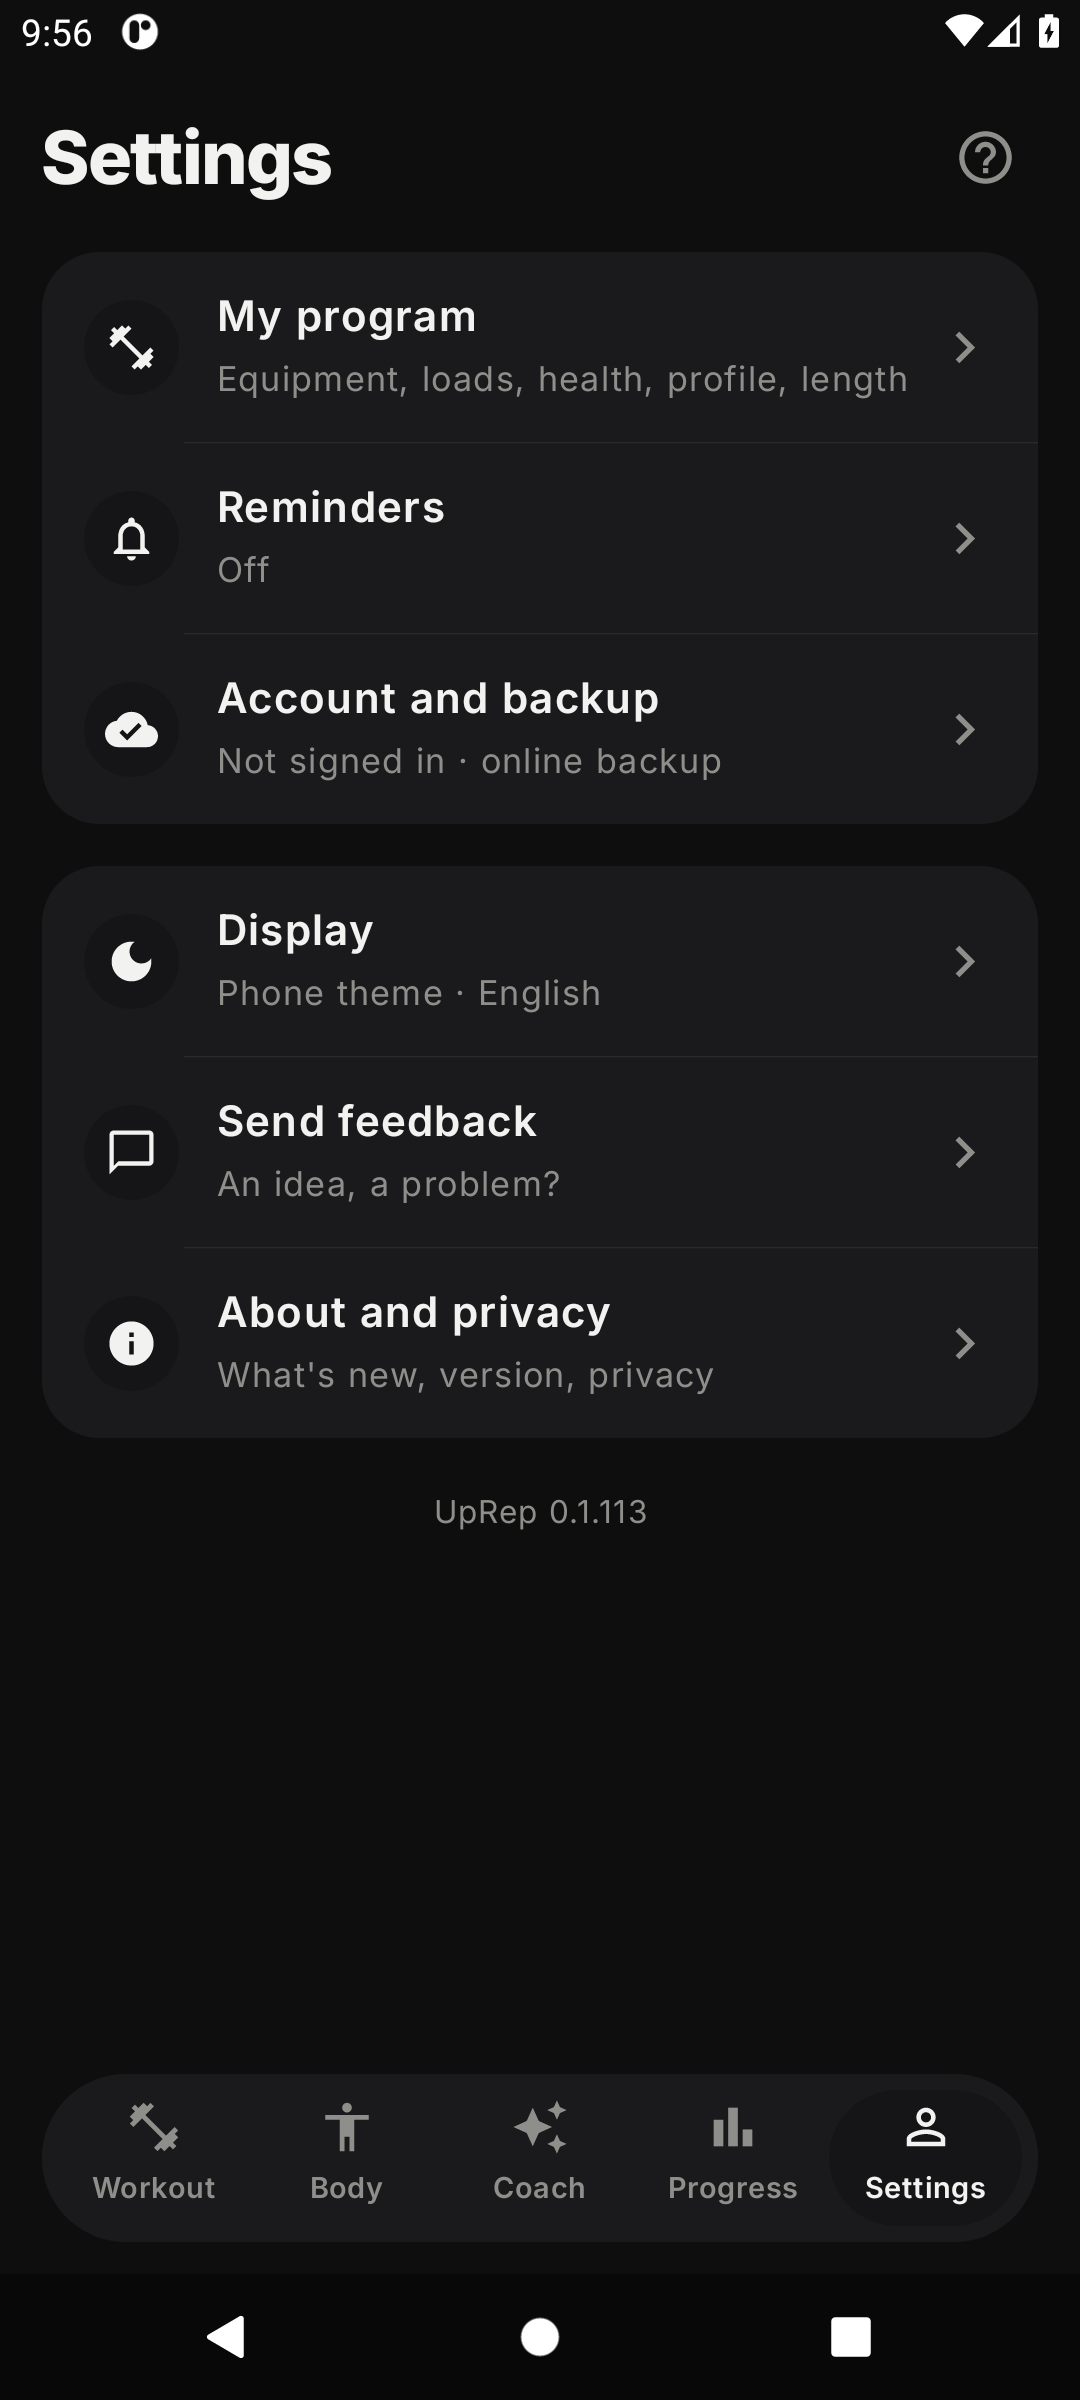 9:56
Settings
My program
Equipment, loads, health, profile, length
Reminders
Off
Account and backup
Not signed in · online backup
Display
Phone theme · English
Send feedback
An idea, a problem?
About and privacy
What's new, version, privacy
UpRep 0.1.113
Workout
Body
Coach
Progress
Settings